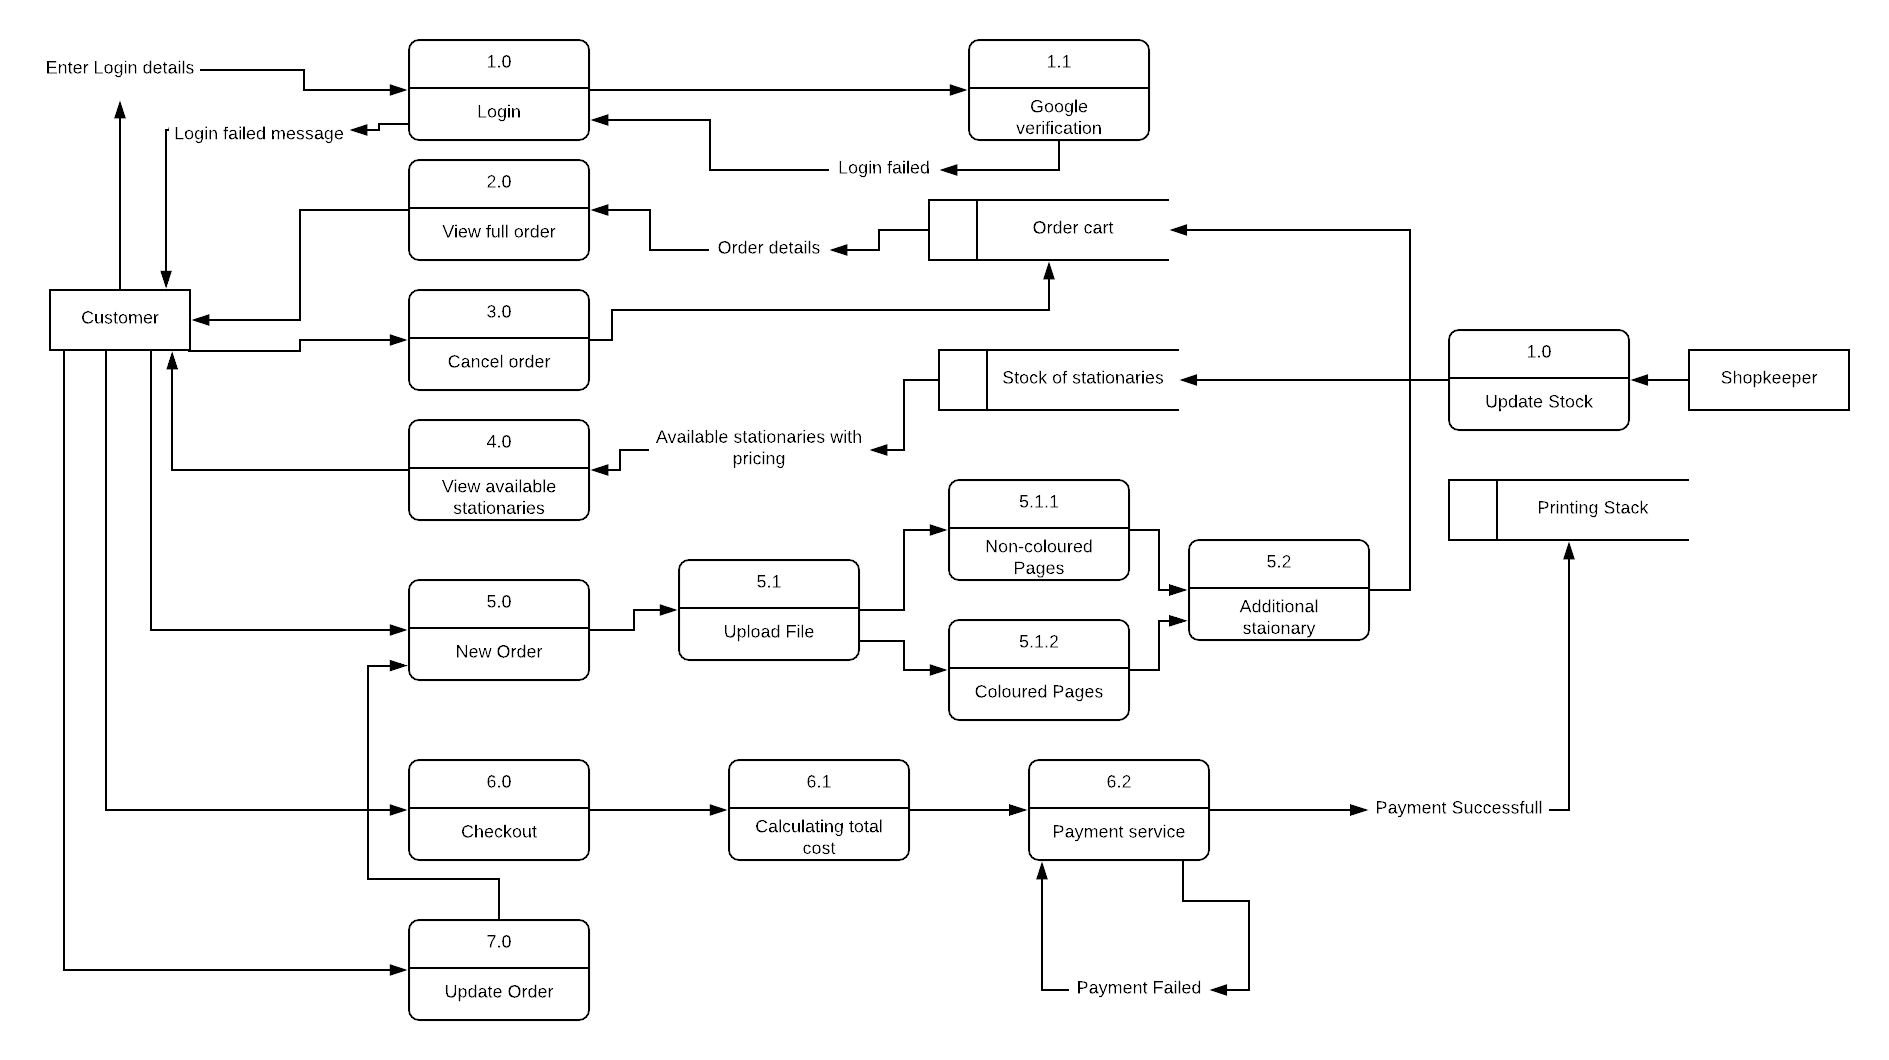 Enter Login details
1.0
Login
1.1
Google
verification
Login failed message
Login failed
2.0
View full order
Order details
Order cart
Customer
3.0
Cancel order
Stock of stationaries
1.0
Update Stock
Shopkeeper
4.0
View available
stationaries
Available stationaries with
pricing
Printing Stack
5.0
New Order
5.1
Upload File
5.1.1
Non-coloured
Pages
5.1.2
Coloured Pages
5.2
Additional
staionary
6.0
Checkout
6.1
Calculating total
cost
6.2
Payment service
Payment Successfull
7.0
Update Order
Payment Failed